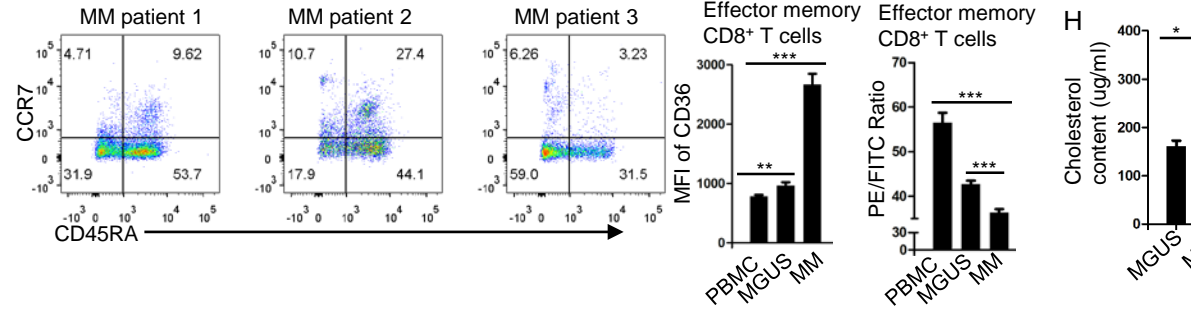 MM patient 1
MM patient 2
MM patient 3
CCR7
10⁵
10⁴
10³
0
-10³
4.71
9.62
31.9
53.7
-10³ 0 10³ 10⁴ 10⁵
10⁵
10⁴
10³
0
-10³
10.7
27.4
17.9
44.1
-10³ 0 10³ 10⁴ 10⁵
10⁵
10⁴
10³
0
-10³
6.26
3.23
59.0
31.5
-10³ 0 10³ 10⁴ 10⁵
CD45RA
Effector memory
CD8⁺ T cells
MFI of CD36
3000
2000
1000
0
***
**
PBMC
MGUS
MM
Effector memory
CD8⁺ T cells
PE/FITC Ratio
70
60
50
40
30
0
***
***
PBMC
MGUS
MM
H
Cholesterol
content (ug/ml)
400
300
200
100
0
*
MGUS